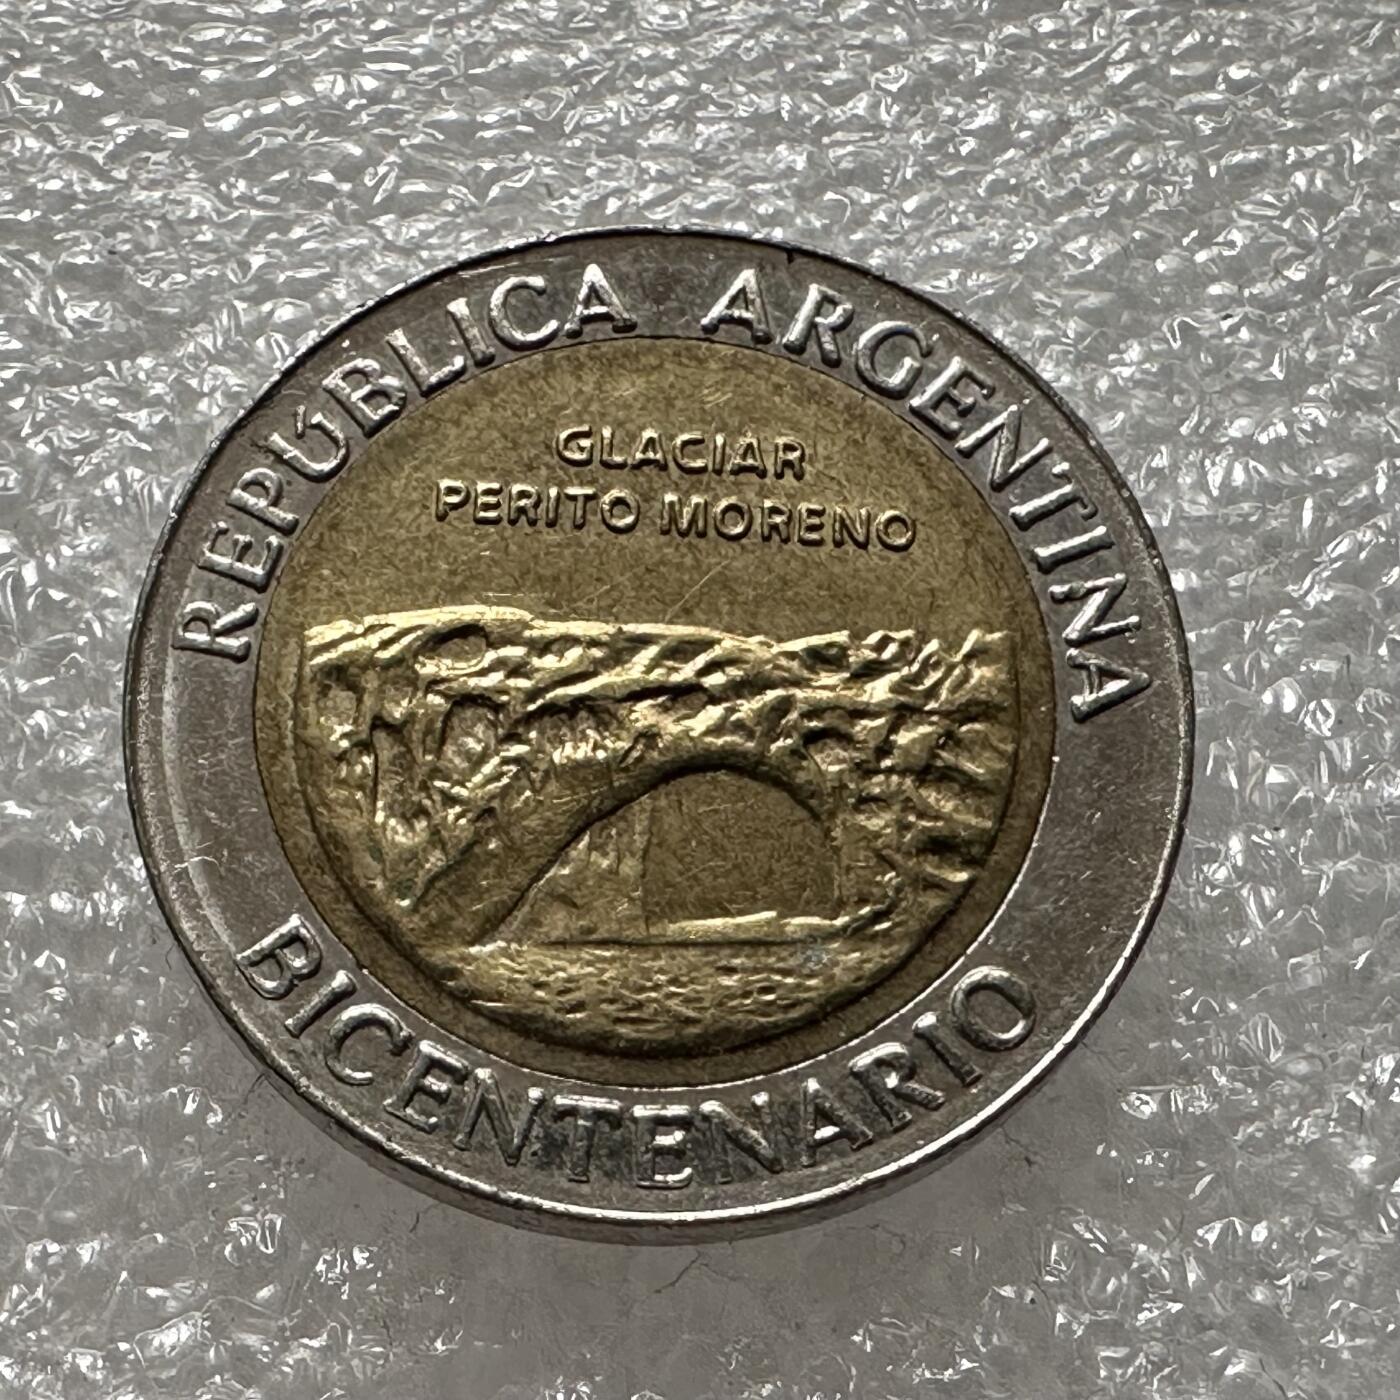 REPÚBLICA ARGENTINA
GLACIAR
PERITO MORENO
BICENTENARIO